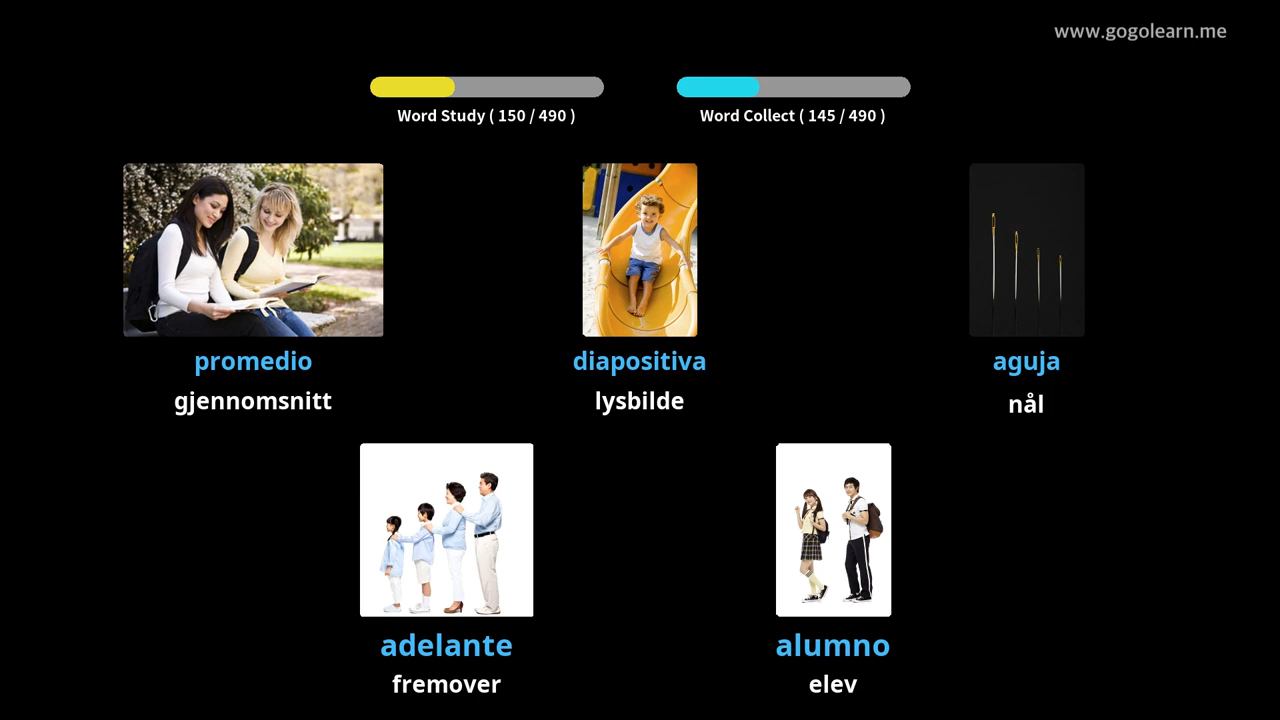 www.gogolearn.me
Word Study ( 150 / 490 )
Word Collect ( 145 / 490 )
promedio
gjennomsnitt
diapositiva
lysbilde
aguja
nål
adelante
fremover
alumno
elev